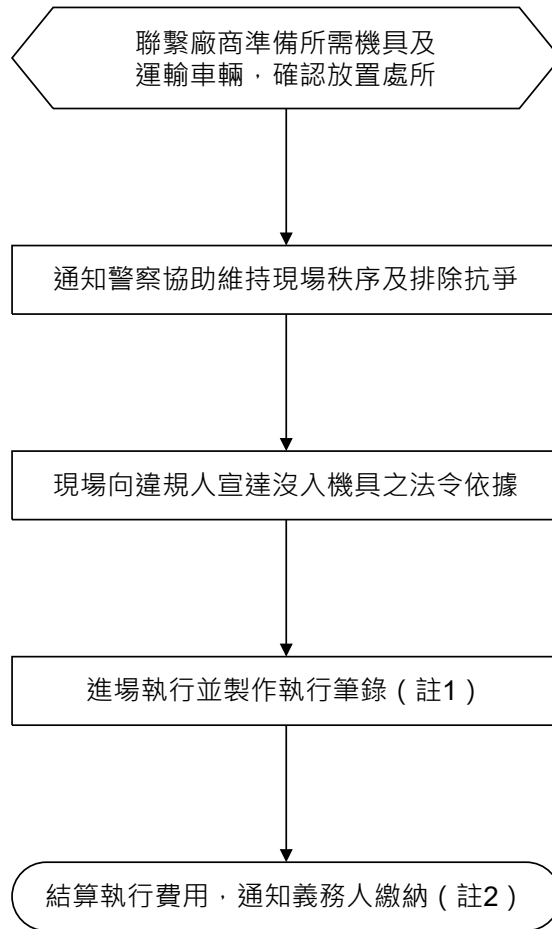 聯繫廠商準備所需機具及
運輸車輛，確認放置處所
通知警察協助維持現場秩序及排除抗爭
現場向違規人宣達沒入機具之法令依據
進場執行並製作執行筆錄（註1）
結算執行費用，通知義務人繳納（註2）